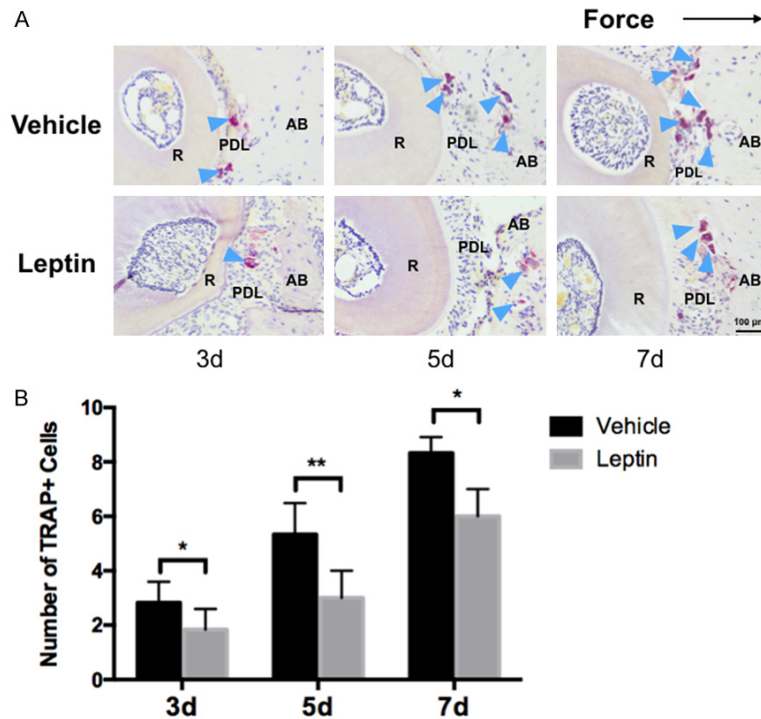 A
Force
Vehicle
R
PDL
AB
R
PDL
AB
R
PDL
AB
Leptin
R
PDL
AB
R
PDL
AB
R
PDL
AB
100 μm
3d
5d
7d
B
Number of TRAP+ Cells
10
8
6
4
2
0
*
**
*
3d
5d
7d
Vehicle
Leptin